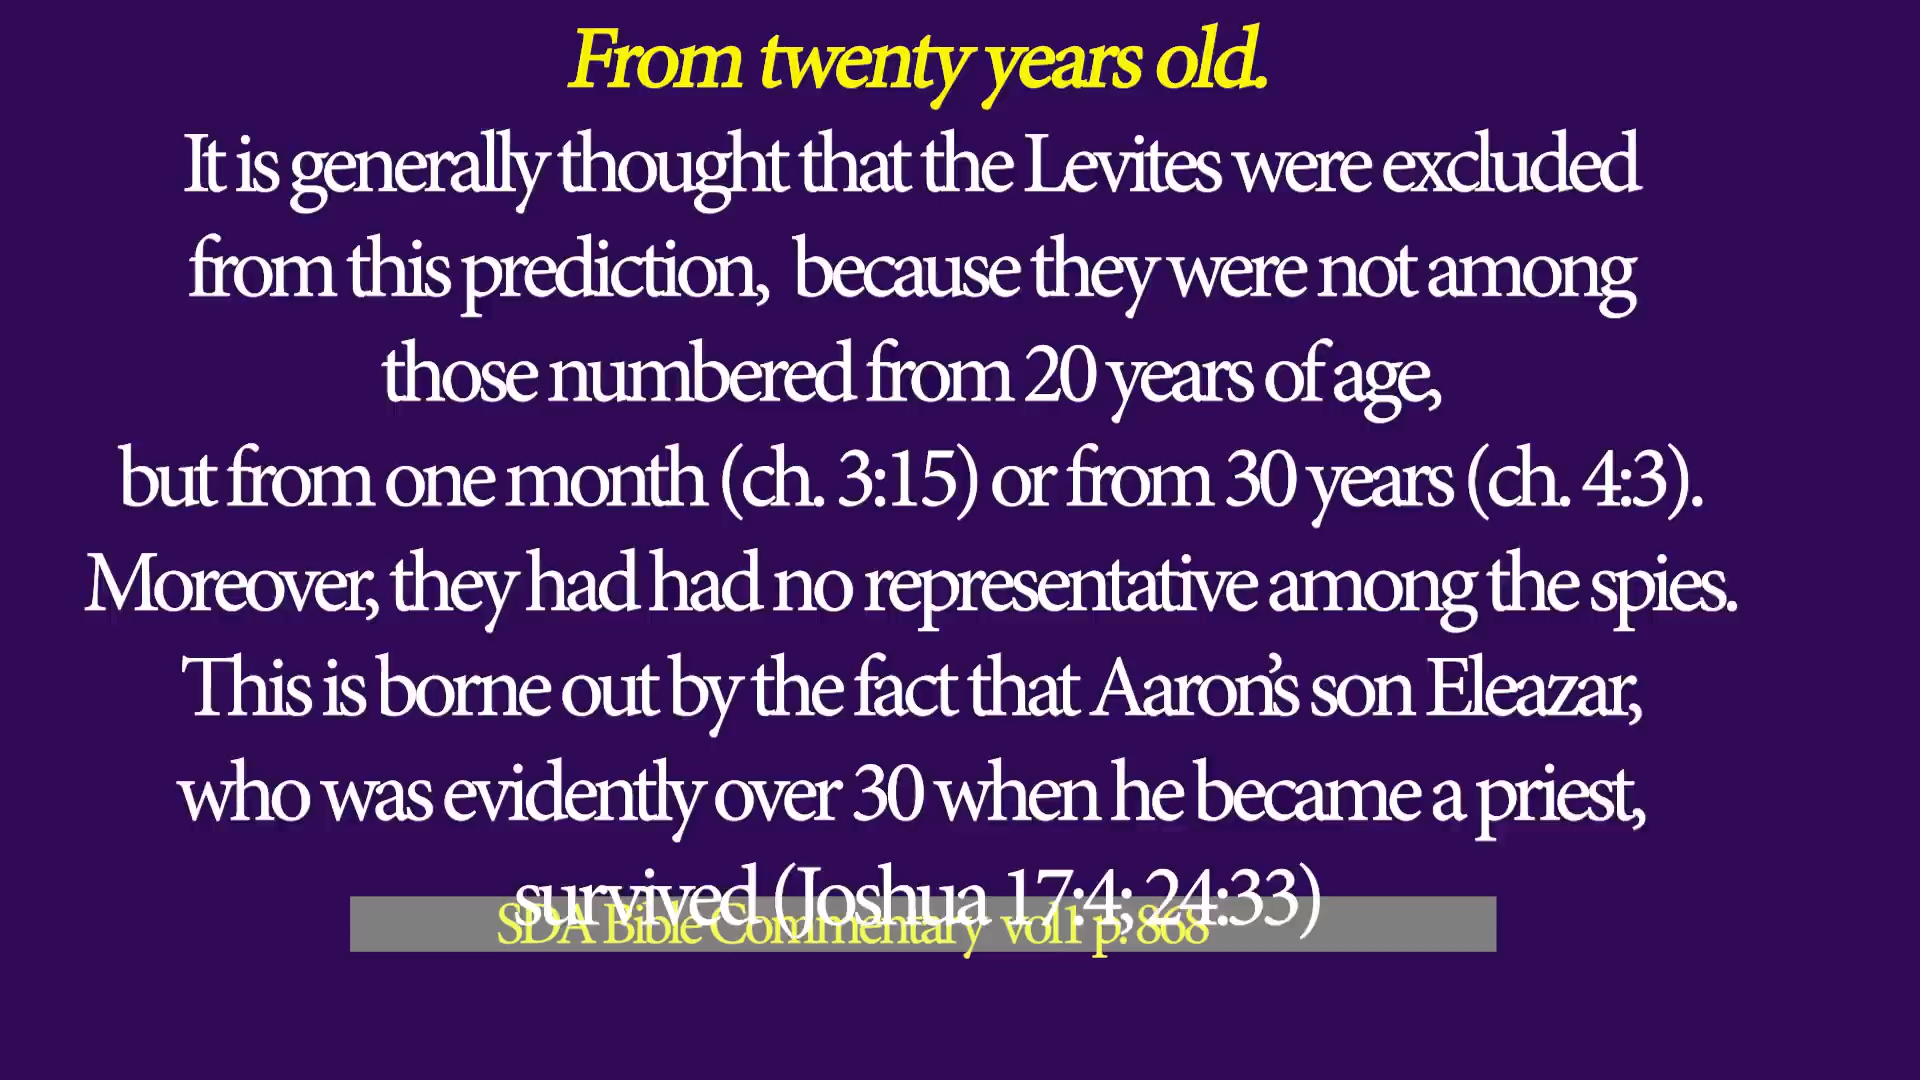 From twenty years old.
It is generally thought that the Levites were excluded
from this prediction, because they were not among
those numbered from 20 years of age,
but from one month (ch. 3:15) or from 30 years (ch. 4:3).
Moreover, they had had no representative among the spies.
This is borne out by the fact that Aaron's son Eleazar,
who was evidently over 30 when he became a priest,
survived (Joshua 17:4; 24:33)
SDA Bible Commentary vol1 p. 868